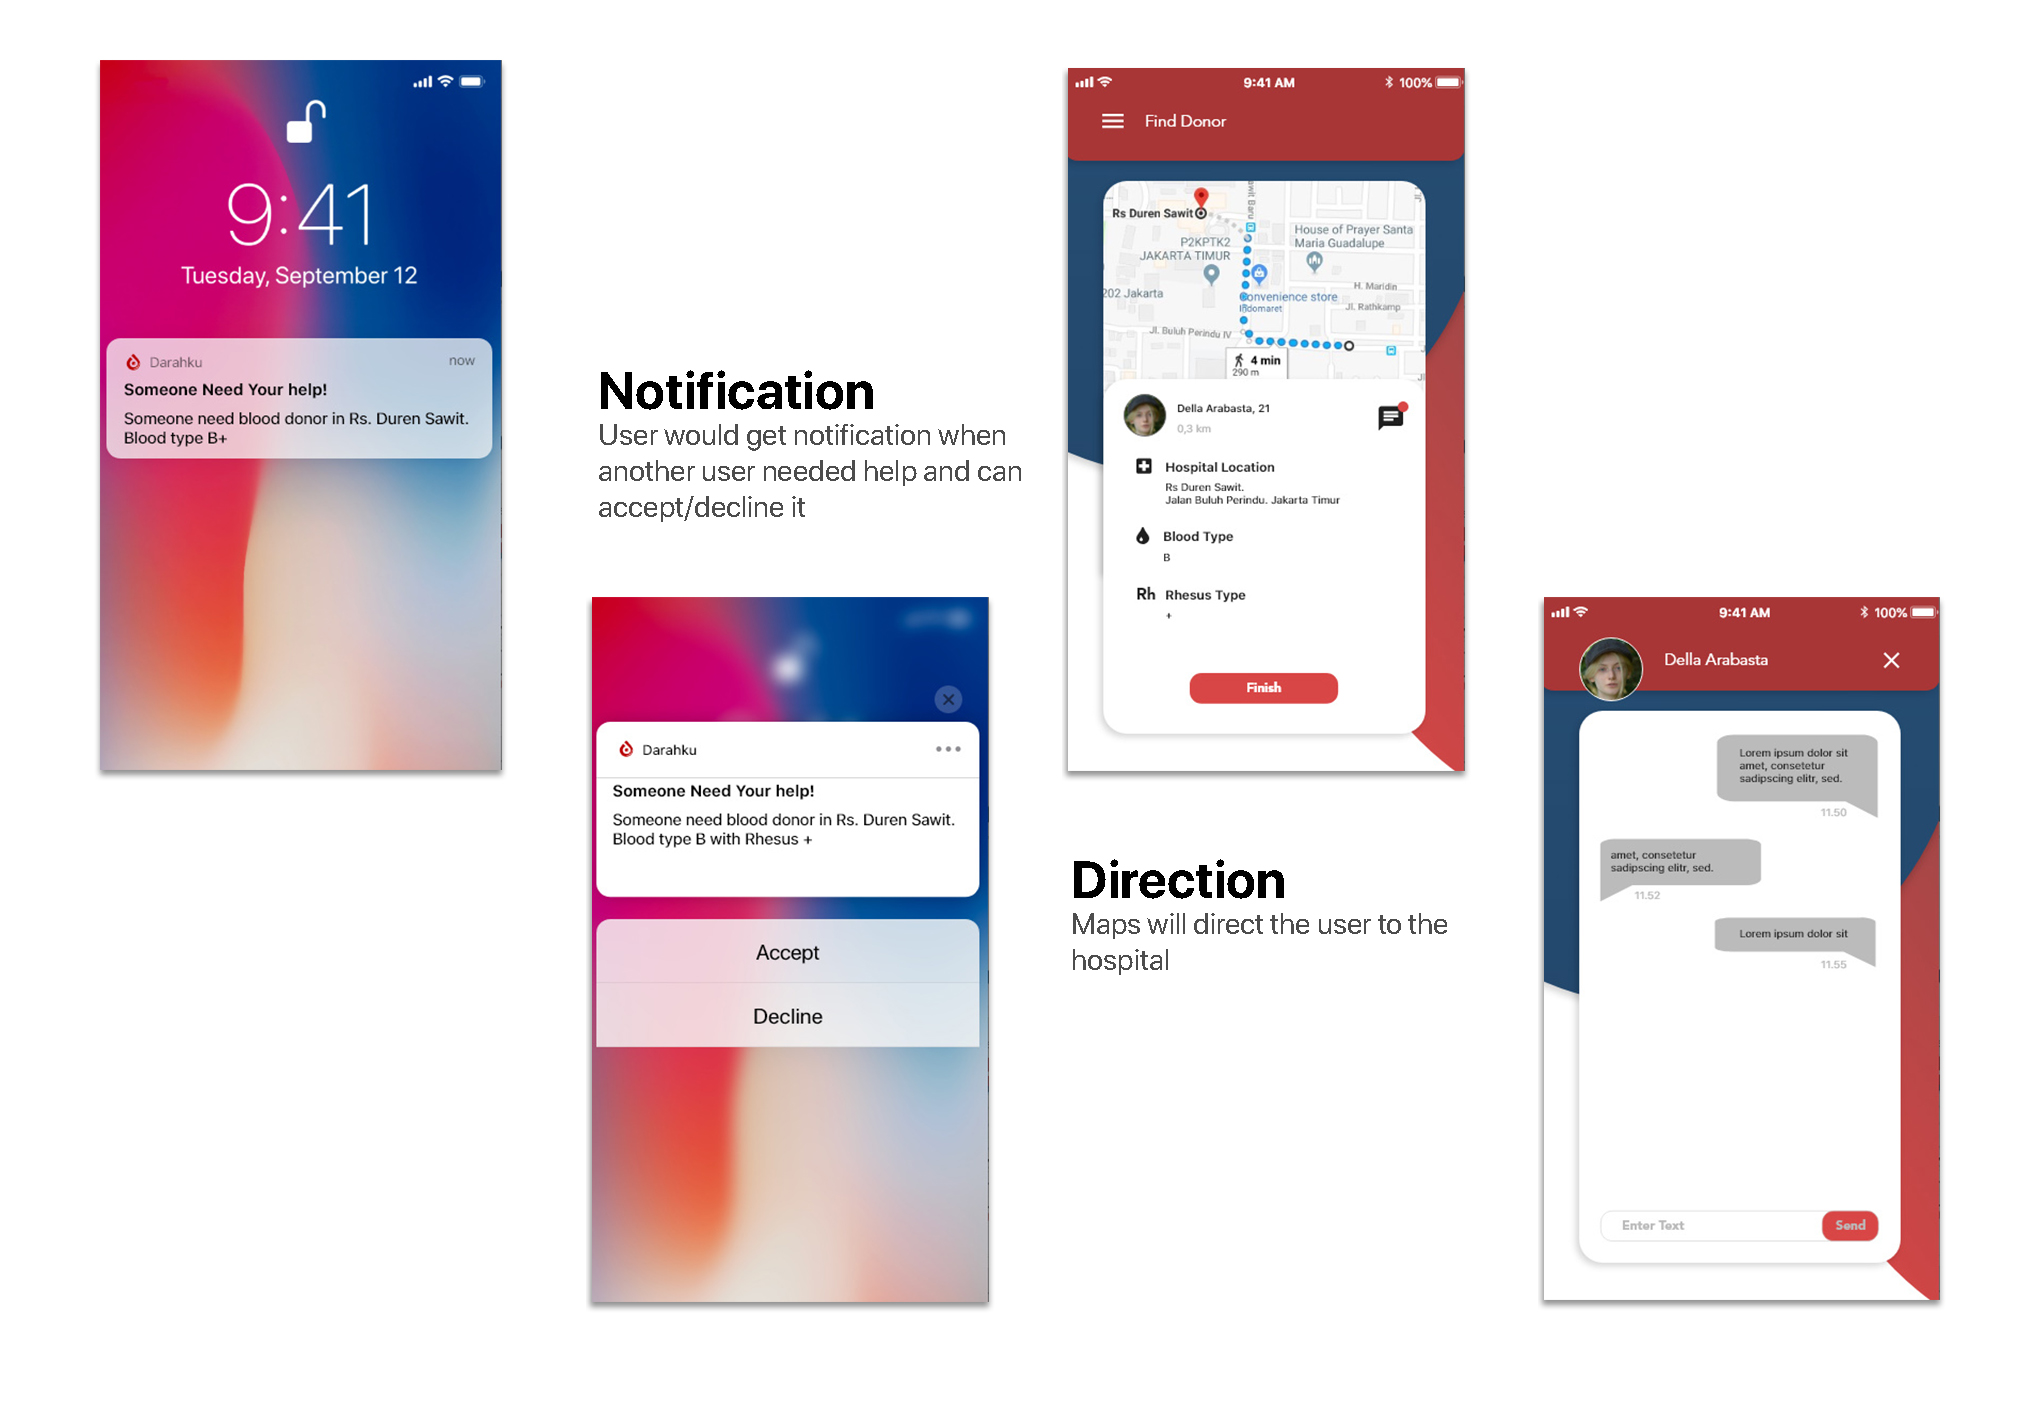 9:41
Tuesday, September 12
Darahku
now
Someone Need Your help!
Someone need blood donor in Rs. Duren Sawit.
Blood type B+
Notification
User would get notification when
another user needed help and can
accept/decline it
Darahku
Someone Need Your help!
Someone need blood donor in Rs. Duren Sawit.
Blood type B with Rhesus +
Accept
Decline
9:41 AM
100%
Find Donor
Rs Duren Sawit
wit Baru
House of Prayer Santa
Maria Guadalupe
P2KPTK2
JAKARTA TIMUR
202 Jakarta
Convenience store
Indomaret
H. Maridin
Jl. Rathkamp
Jl. Buluh Perindu IV
4 min
290 m
Della Arabasta, 21
0,3 km
Hospital Location
Rs Duren Sawit.
Jalan Buluh Perindu. Jakarta Timur
Blood Type
B
Rh Rhesus Type
+
Finish
Direction
Maps will direct the user to the
hospital
9:41 AM
100%
Della Arabasta
Lorem ipsum dolor sit
amet, consetetur
sadipscing elitr, sed.
11.50
amet, consetetur
sadipscing elitr, sed.
11.52
Lorem ipsum dolor sit
11.55
Enter Text
Send